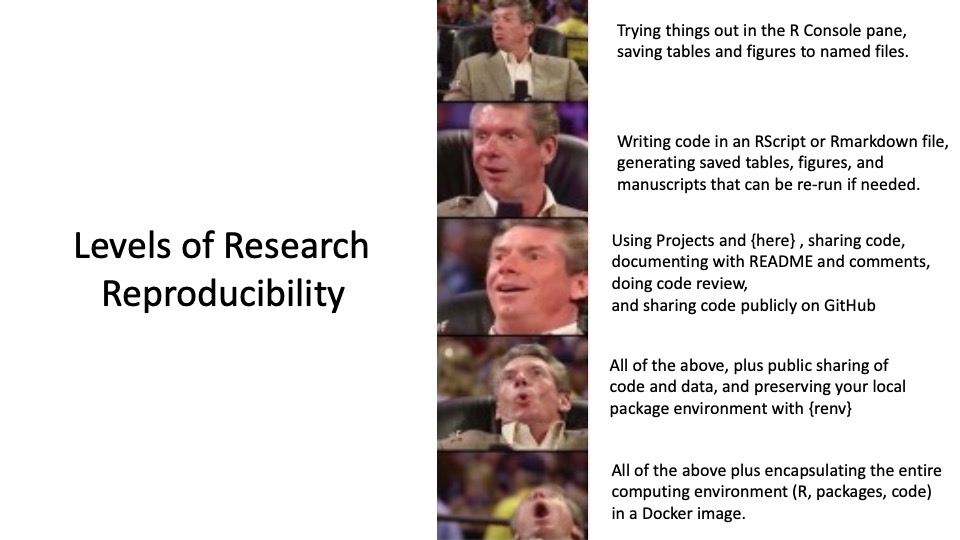 Levels of Research
Reproducibility
Trying things out in the R Console pane,
saving tables and figures to named files.
Writing code in an RScript or Rmarkdown file,
generating saved tables, figures, and
manuscripts that can be re-run if needed.
Using Projects and {here} , sharing code,
documenting with README and comments,
doing code review,
and sharing code publicly on GitHub
All of the above, plus public sharing of
code and data, and preserving your local
package environment with {renv}
All of the above plus encapsulating the entire
computing environment (R, packages, code)
in a Docker image.